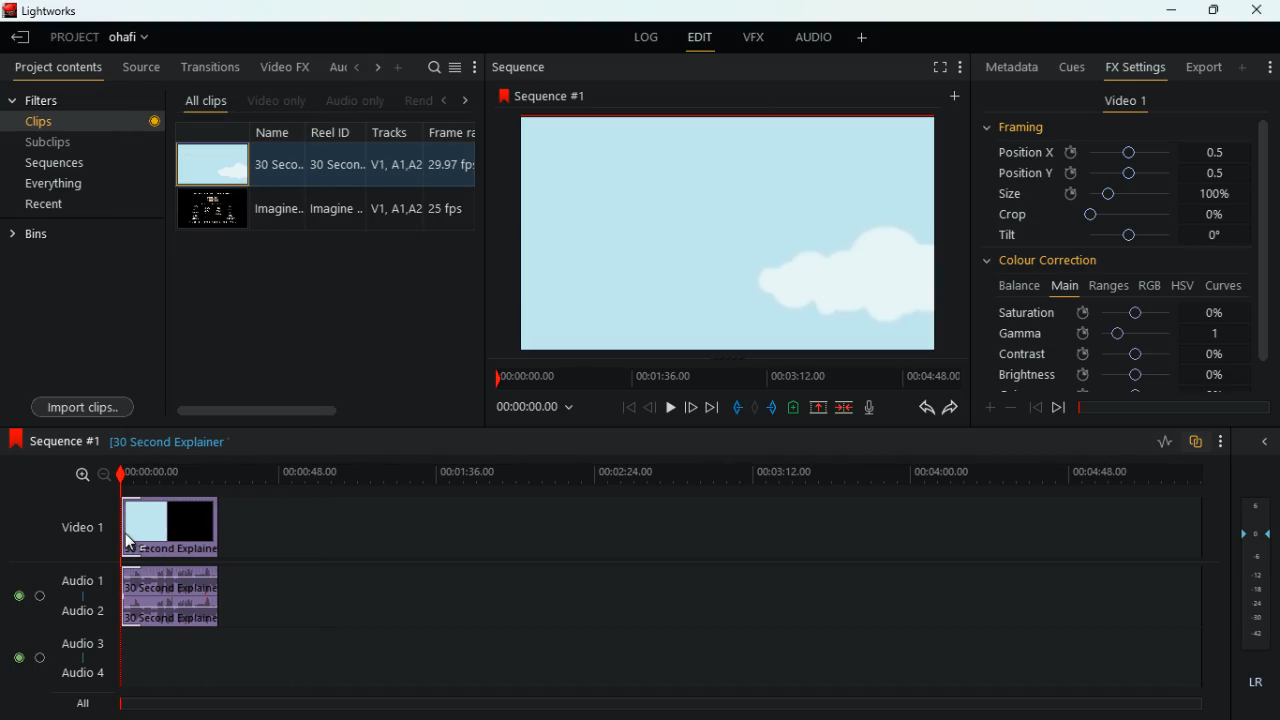 Lightworks
PROJECT ohafi
LOG EDIT VFX AUDIO
Project contents Source Transitions Video FX
Sequence
Metadata Cues FX Settings Export
Filters
Clips
Subclips
Sequences
Everything
Recent
Bins
Import clips..
All clips Video only Audio only Rend
Name Reel ID Tracks Frame ra
30 Seco.. 30 Secon.. V1, A1,A2 29.97 fp
Imagine.. Imagine .. V1, A1,A2 25 fps
Sequence #1
00:00:00.00 00:01:36.00 00:03:12.00 00:04:48.00
00:00:00.00
Video 1
Framing
Position X 0.5
Position Y 0.5
Size 100%
Crop 0%
Tilt 0°
Colour Correction
Balance Main Ranges RGB HSV Curves
Saturation 0%
Gamma 1
Contrast 0%
Brightness 0%
Sequence #1 [30 Second Explainer
00:00:00.00 00:00:48.00 00:01:36.00 00:02:24.00 00:03:12.00 00:04:00.00 00:04:48.00
Video 1
30 Second Explaine
Audio 1
30 Second Explaine
Audio 2
30 Second Explaine
Audio 3
Audio 4
All
6
0
-6
-12
-18
-24
-30
-36
-42
LR